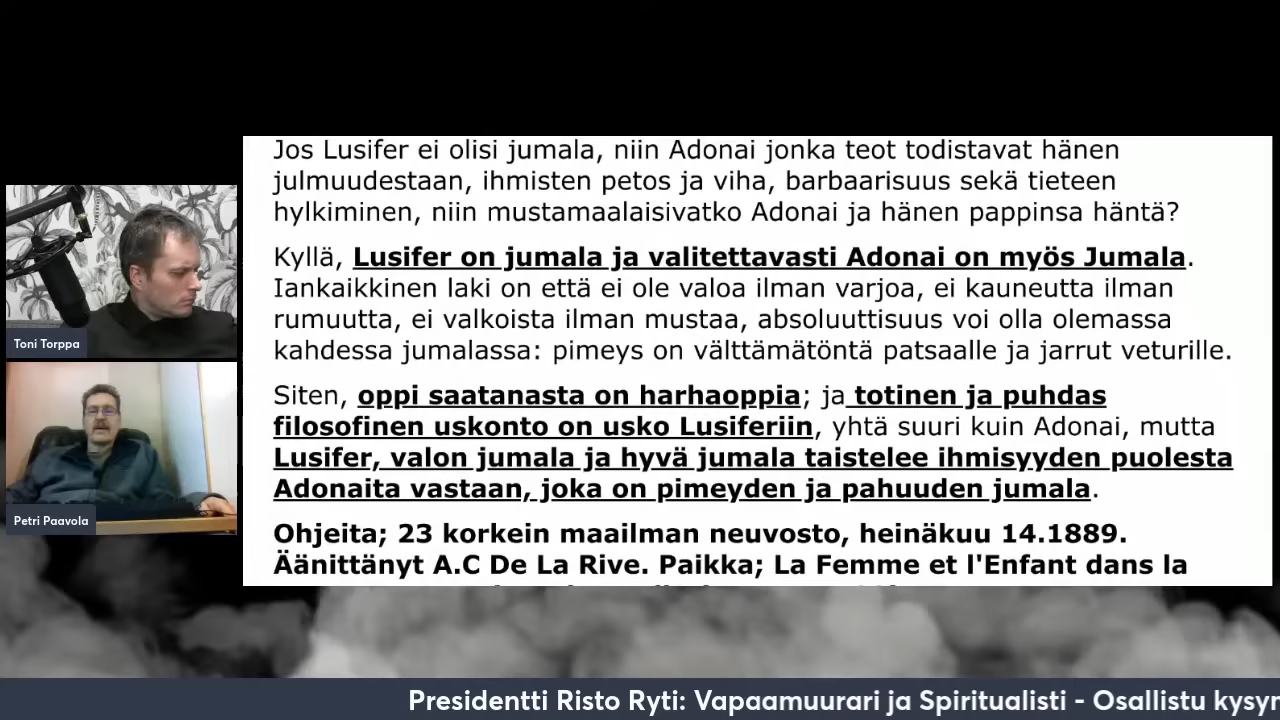 Jos Lusifer ei olisi jumala, niin Adonai jonka teot todistavat hänen
julmuudestaan, ihmisten petos ja viha, barbaarisuus sekä tieteen
hylkiminen, niin mustamaalaisivatko Adonai ja hänen pappinsa häntä?
Kyllä, Lusifer on jumala ja valitettavasti Adonai on myös Jumala.
Iankaikkinen laki on että ei ole valoa ilman varjoa, ei kauneutta ilman
rumuutta, ei valkoista ilman mustaa, absoluuttisuus voi olla olemassa
kahdessa jumalassa: pimeys on välttämätöntä patsaalle ja jarrut veturille.
Siten, oppi saatanasta on harhaoppia; ja totinen ja puhdas
filosofinen uskonto on usko Lusiferiin, yhtä suuri kuin Adonai, mutta
Lusifer, valon jumala ja hyvä jumala taistelee ihmisyyden puolesta
Adonaita vastaan, joka on pimeyden ja pahuuden jumala.
Ohjeita; 23 korkein maailman neuvosto, heinäkuu 14.1889.
Äänittänyt A.C De La Rive. Paikka; La Femme et l'Enfant dans la
Toni Torppa
Petri Paavola
Presidentti Risto Ryti: Vapaamuurari ja Spiritualisti - Osallistu